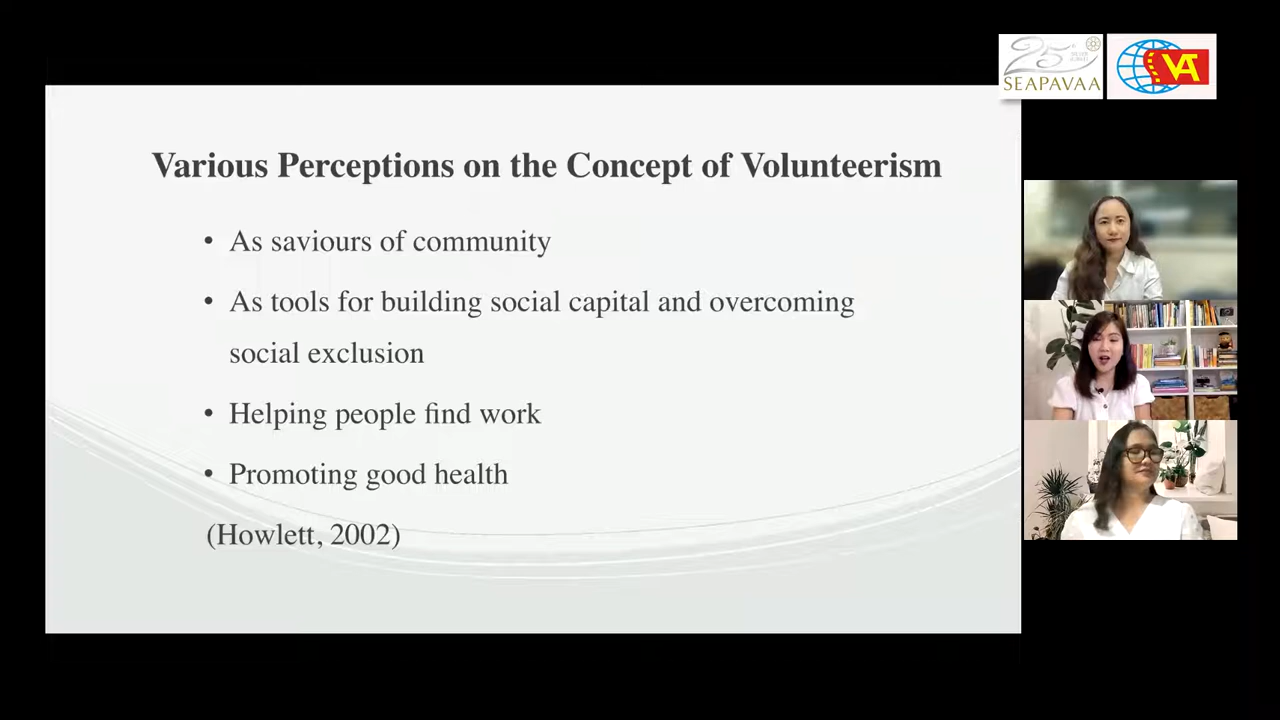 25th
SEAPAVAA
VA
Various Perceptions on the Concept of Volunteerism
• As saviours of community
• As tools for building social capital and overcoming
social exclusion
• Helping people find work
• Promoting good health
(Howlett, 2002)